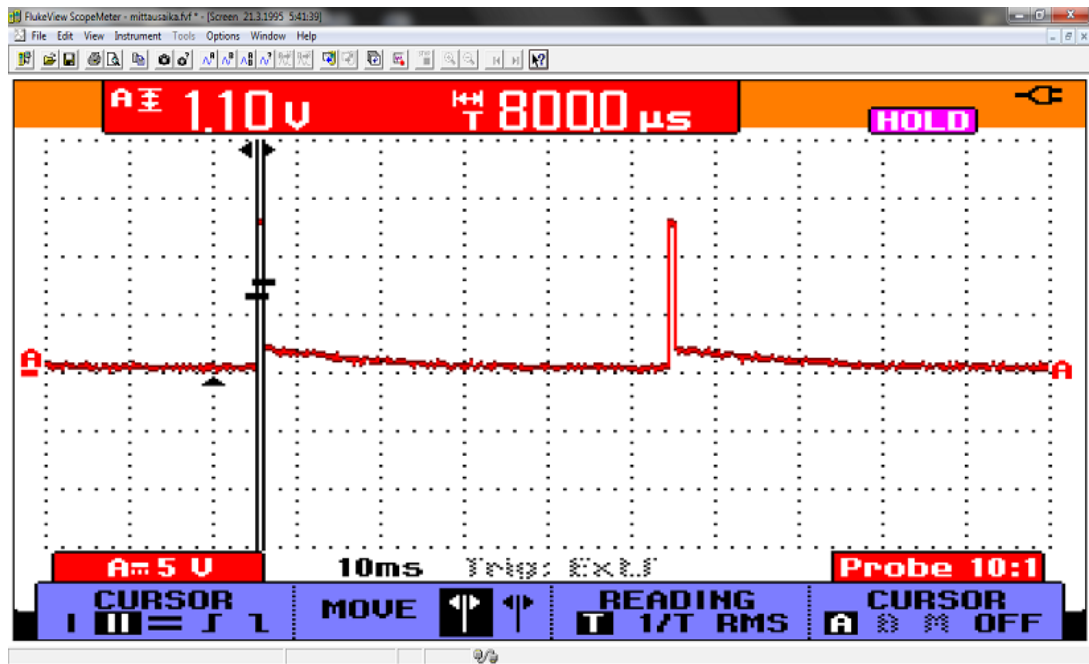 FlukeView ScopeMeter - mittausaika.fvf * - [Screen 21.3.1995 5:41:39]
File Edit View Instrument Tools Options Window Help
A 1.10 V T 800.0 µs
HOLD
A A
A 5 V 10ms Trig: Ext. Probe 10:1
CURSOR MOVE READING CURSOR
T 1/T RMS A B M OFF